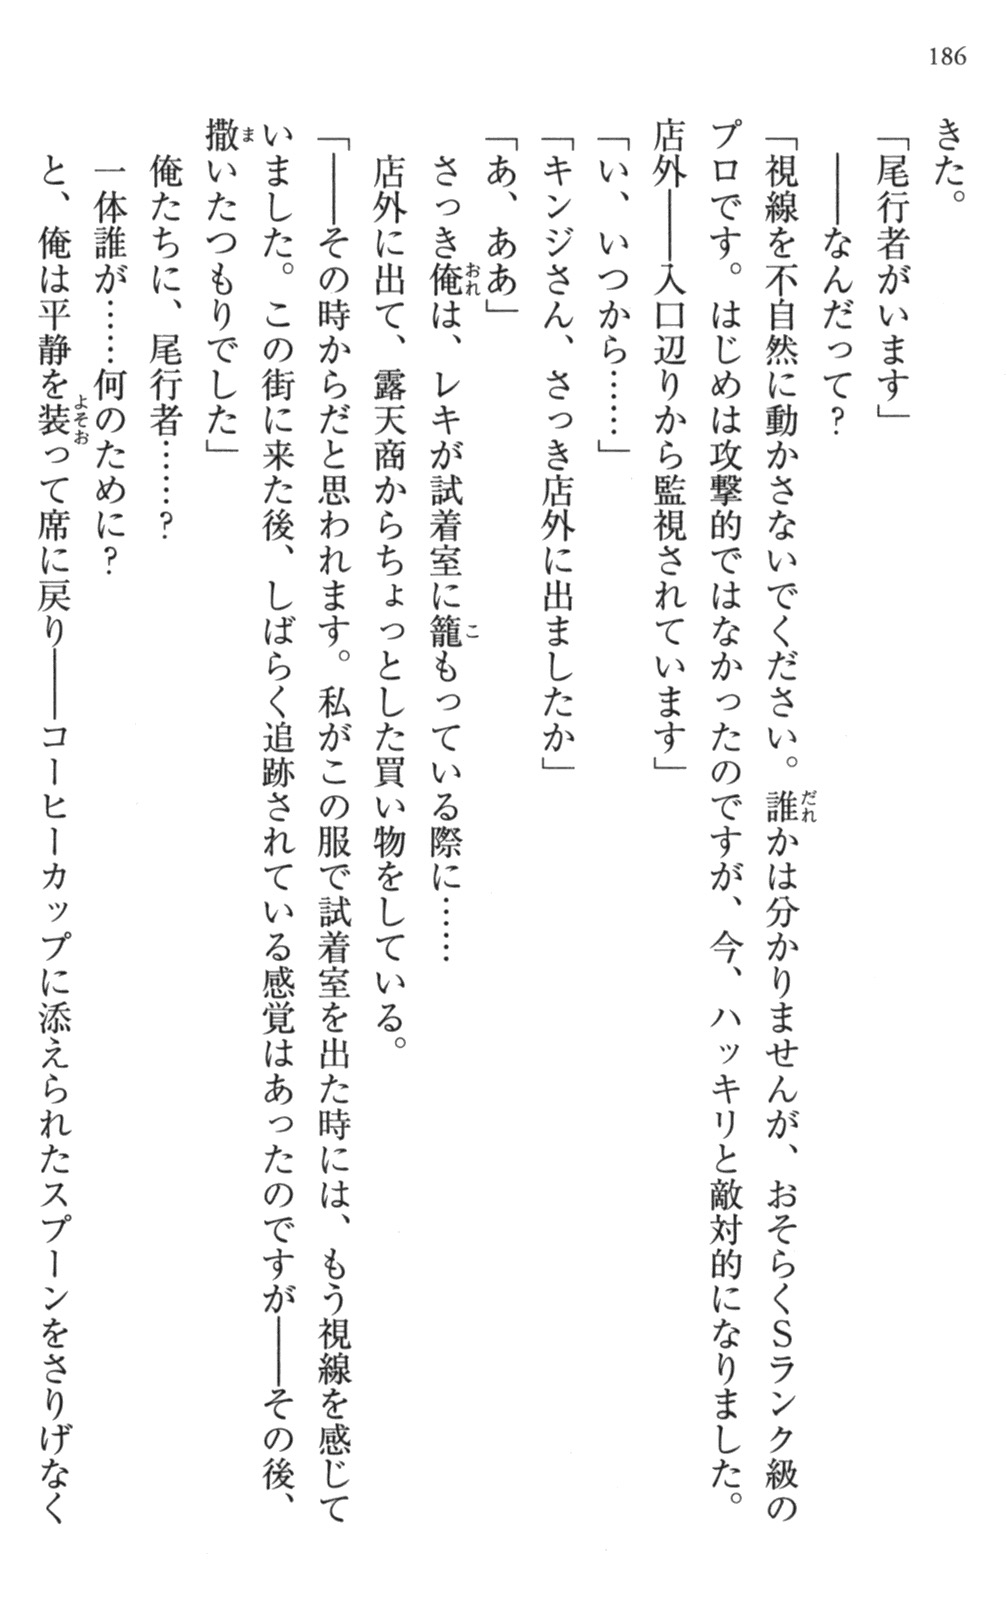 186
きた。
「尾行者がいます」
――なんだって？
「視線を不自然に動かさないでください。誰かは分かりませんが、おそらくＳランク級の
プロです。はじめは攻撃的ではなかったのですが、今、ハッキリと敵対的になりました。
店外――入口辺りから監視されています」
「い、いつから……」
「キンジさん、さっき店外に出ましたか」
「あ、ああ」
さっき俺は、レキが試着室に籠もっている際に……
店外に出て、露天商からちょっとした買い物をしている。
「――その時からだと思われます。私がこの服で試着室を出た時には、もう視線を感じて
いました。この街に来た後、しばらく追跡されている感覚はあったのですが――その後、
撒いたつもりでした」
俺たちに、尾行者……？
一体誰が……何のために？
と、俺は平静を装って席に戻り――コーヒーカップに添えられたスプーンをさりげなく